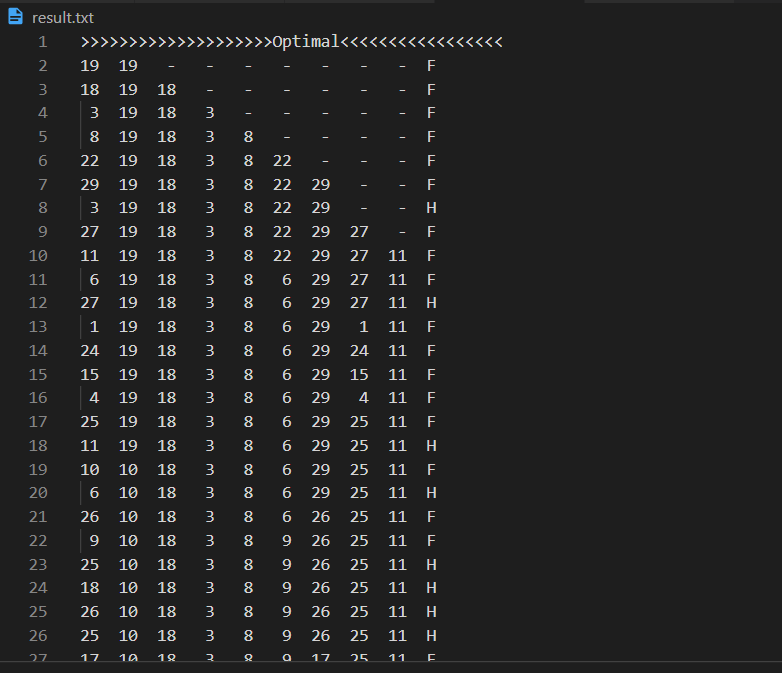 result.txt
1 >>>>>>>>>>>>>>>>>>>>Optimal<<<<<<<<<<<<<<<<<
2 19 19 - - - - - - - F
3 18 19 18 - - - - - - F
4 3 19 18 3 - - - - - F
5 8 19 18 3 8 - - - - F
6 22 19 18 3 8 22 - - - F
7 29 19 18 3 8 22 29 - - F
8 3 19 18 3 8 22 29 - - H
9 27 19 18 3 8 22 29 27 - F
10 11 19 18 3 8 22 29 27 11 F
11 6 19 18 3 8 6 29 27 11 F
12 27 19 18 3 8 6 29 27 11 H
13 1 19 18 3 8 6 29 1 11 F
14 24 19 18 3 8 6 29 24 11 F
15 15 19 18 3 8 6 29 15 11 F
16 4 19 18 3 8 6 29 4 11 F
17 25 19 18 3 8 6 29 25 11 F
18 11 19 18 3 8 6 29 25 11 H
19 10 10 18 3 8 6 29 25 11 F
20 6 10 18 3 8 6 29 25 11 H
21 26 10 18 3 8 6 26 25 11 F
22 9 10 18 3 8 9 26 25 11 F
23 25 10 18 3 8 9 26 25 11 H
24 18 10 18 3 8 9 26 25 11 H
25 26 10 18 3 8 9 26 25 11 H
26 25 10 18 3 8 9 26 25 11 H
27 17 10 18 3 8 9 17 25 11 F